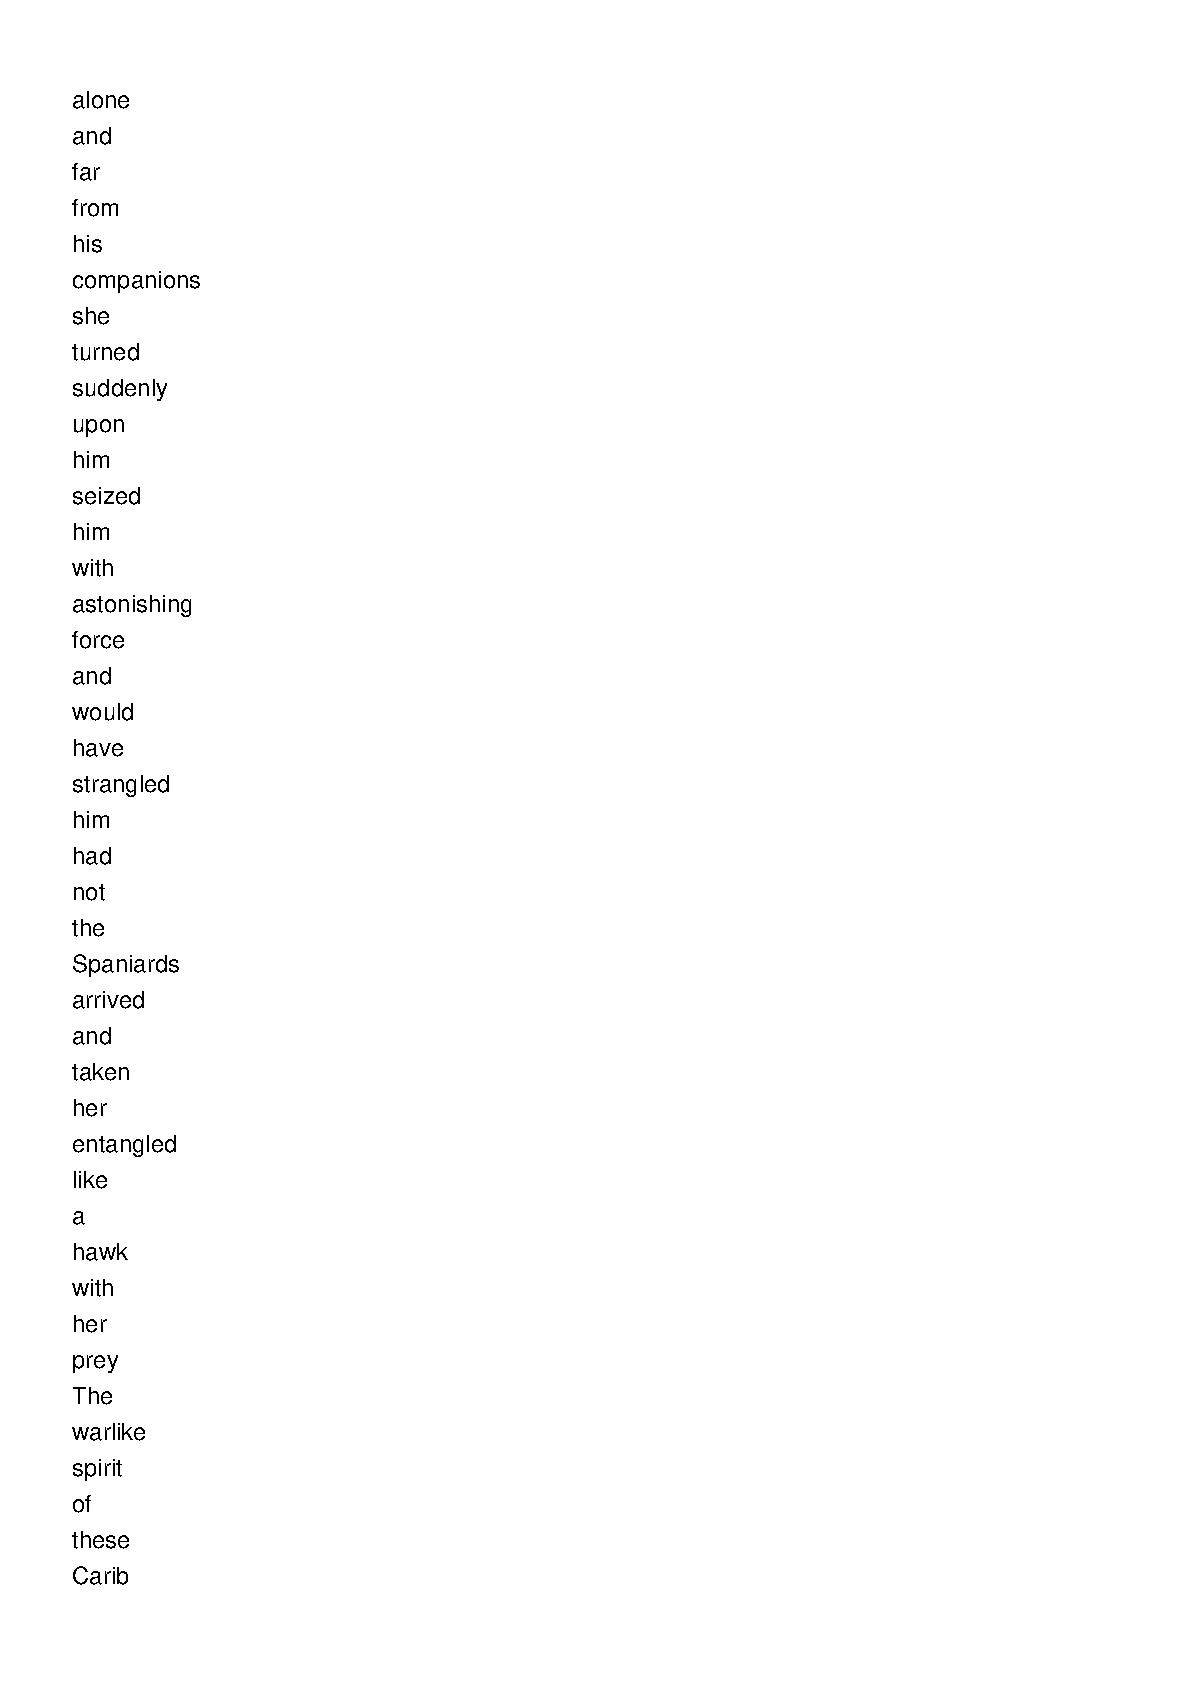 alone
and
far
from
his
companions
she
turned
suddenly
upon
him
seized
him
with
astonishing
force
and
would
have
strangled
him
had
not
the
Spaniards
arrived
and
taken
her
entangled
like
a
hawk
with
her
prey
The
warlike
spirit
of
these
Carib